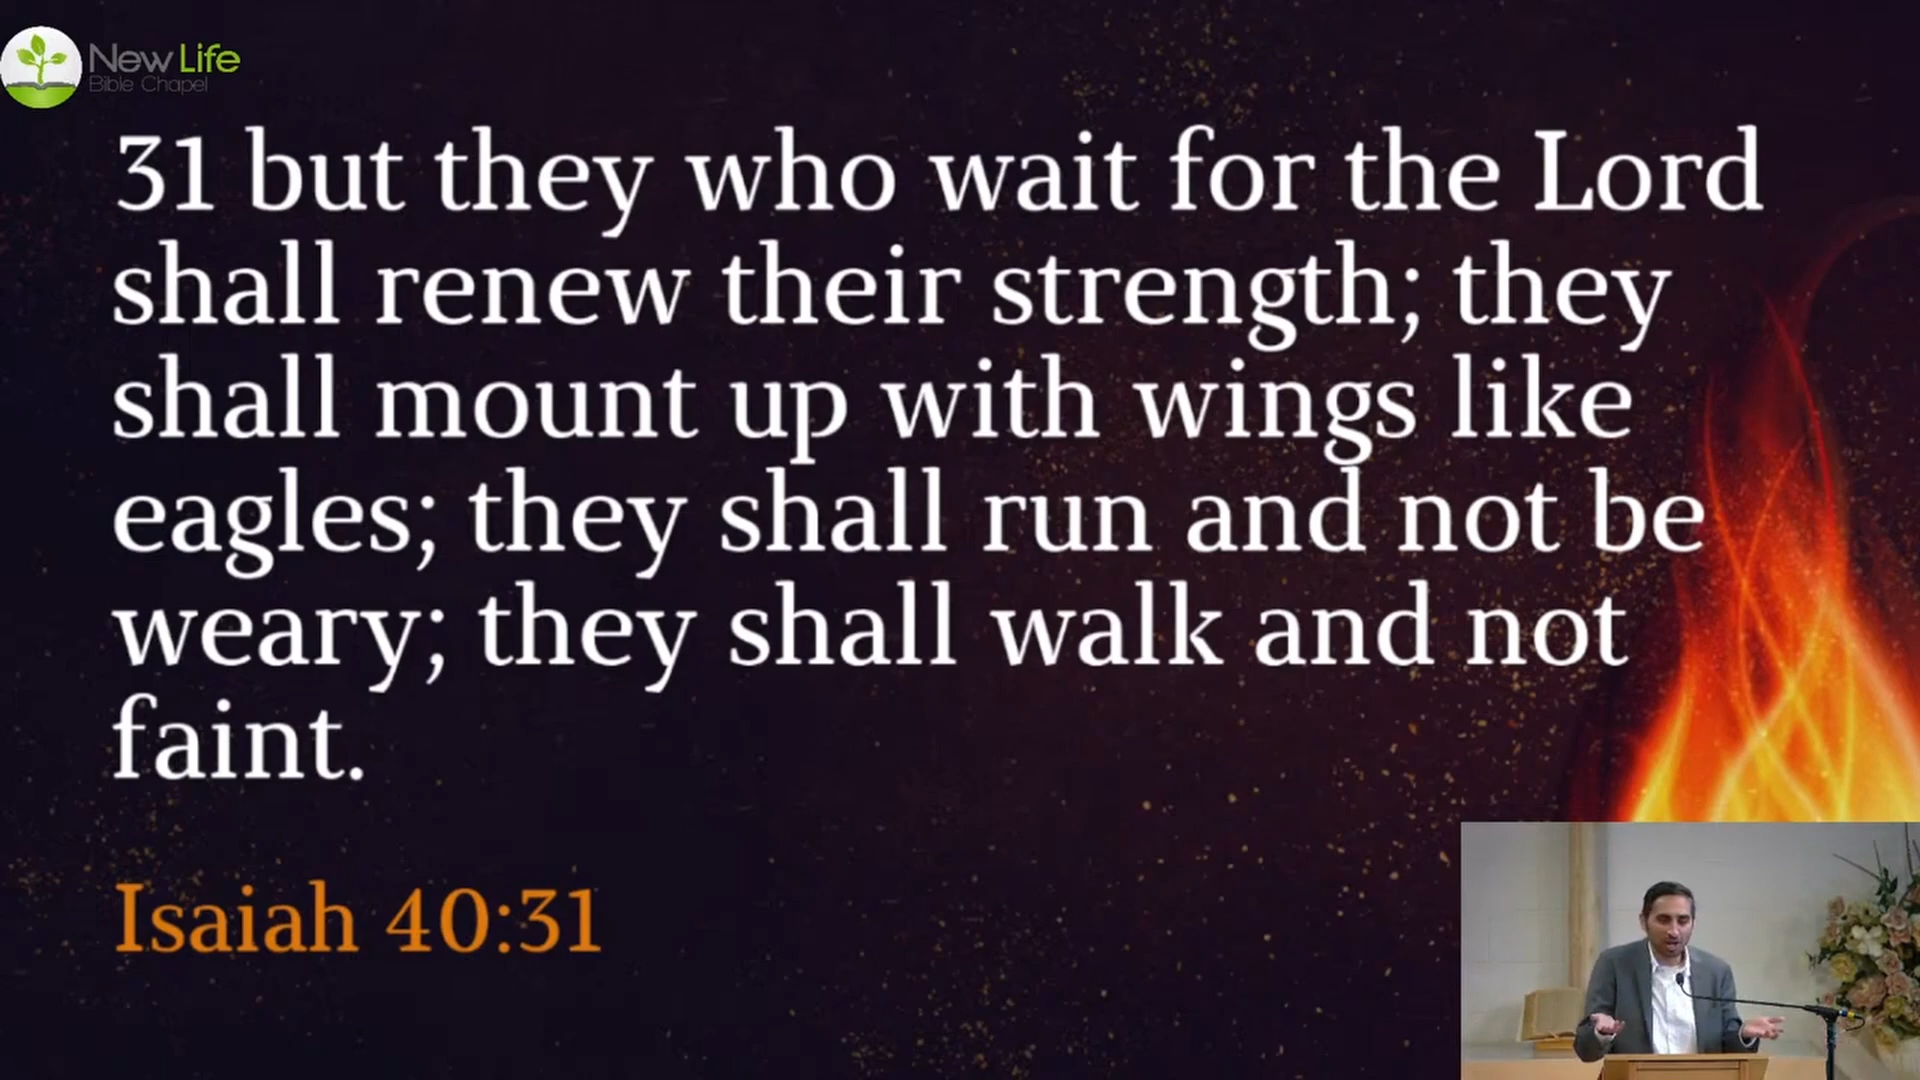 New Life
Bible Chapel
31 but they who wait for the Lord
shall renew their strength; they
shall mount up with wings like
eagles; they shall run and not be
weary; they shall walk and not
faint.
Isaiah 40:31